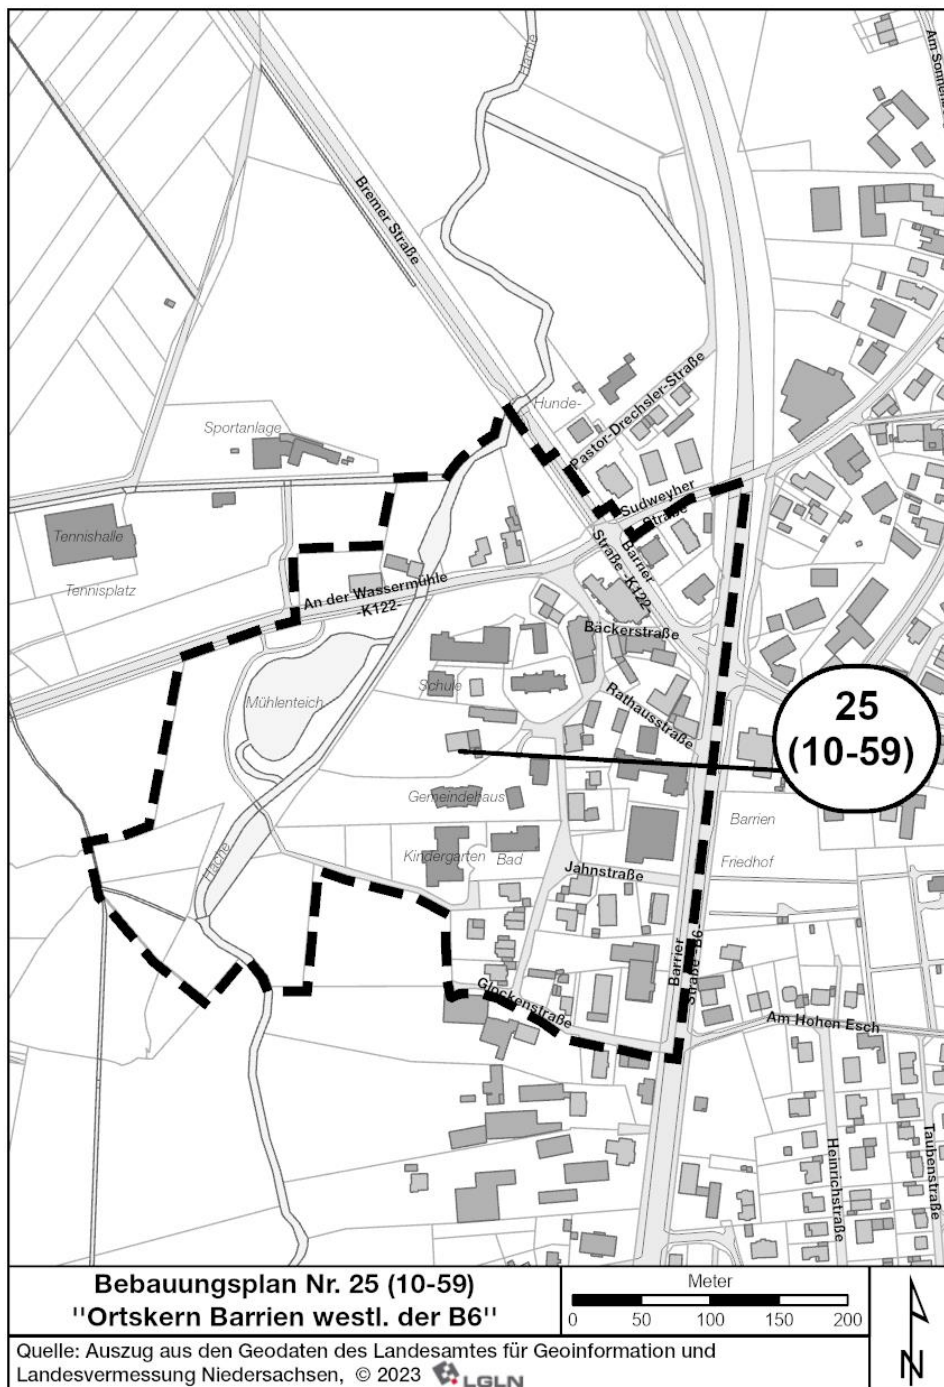 Hache
Am Sonnenb
Bremer Straße
Hunde-
Pastor-Drechsler-Straße
Sportanlage
Sudweyher
Straße
Tennishalle
Tennisplatz
Barrier
Straße -K122-
An der Wassermühle
-K122-
Bäckerstraße
Schule
Mühlenteich
Rathausstraße
25
(10-59)
Gemeindehaus
Barrien
Kindergarten
Bad
Friedhof
Jahnstraße
Hache
Barrier
Straße -B6
Glockenstraße
Am Hohen Esch
Heinrichstraße
Taubenstraße
Bebauungsplan Nr. 25 (10-59)
"Ortskern Barrien westl. der B6"
Meter
0 50 100 150 200
Quelle: Auszug aus den Geodaten des Landesamtes für Geoinformation und
Landesvermessung Niedersachsen, © 2023 LGLN
N